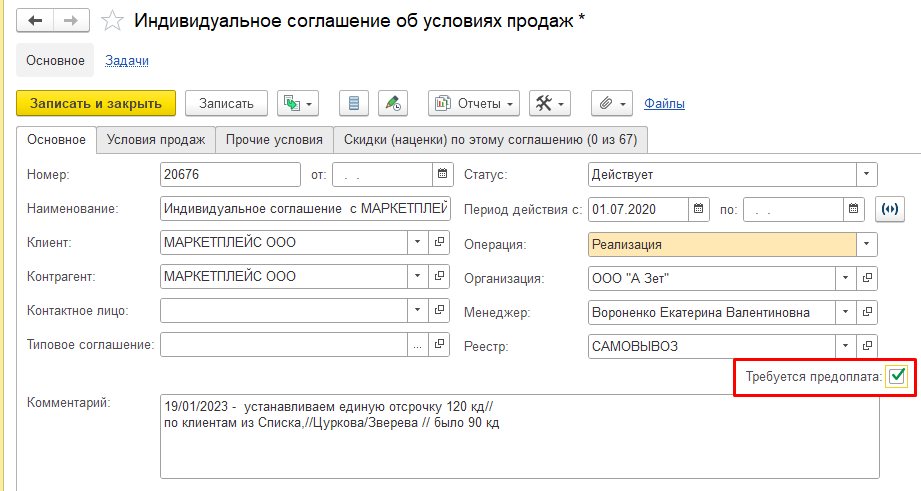 Индивидуальное соглашение об условиях продаж *
Основное Задачи
Записать и закрыть Записать Отчеты Файлы
Основное Условия продаж Прочие условия Скидки (наценки) по этому соглашению (0 из 67)
Номер: 20676 от: . . Статус: Действует
Наименование: Индивидуальное соглашение с МАРКЕТПЛЕЙ Период действия с: 01.07.2020 по: . .
Клиент: МАРКЕТПЛЕЙС ООО Операция: Реализация
Контрагент: МАРКЕТПЛЕЙС ООО Организация: ООО "А Зет"
Контактное лицо: Менеджер: Вороненко Екатерина Валентиновна
Типовое соглашение: ... Реестр: САМОВЫВОЗ
Требуется предоплата:
Комментарий: 19/01/2023 - устанавливаем единую отсрочку 120 кд//
по клиентам из Списка,//Цуркова/Зверева // было 90 кд